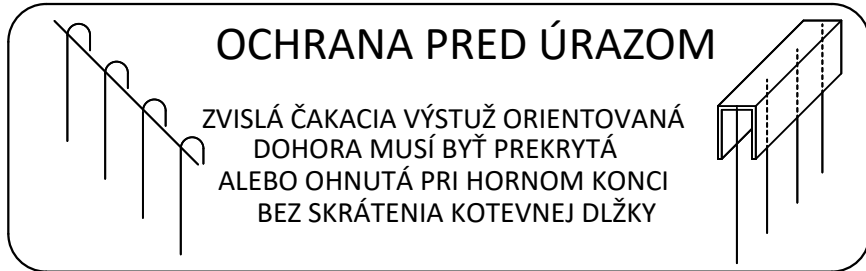 OCHRANA PRED ÚRAZOM
ZVISLÁ ČAKACIA VÝSTUŽ ORIENTOVANÁ
DOHORA MUSÍ BYŤ PREKRYTÁ
ALEBO OHNUTÁ PRI HORNOM KONCI
BEZ SKRÁTENIA KOTEVNEJ DLŽKY